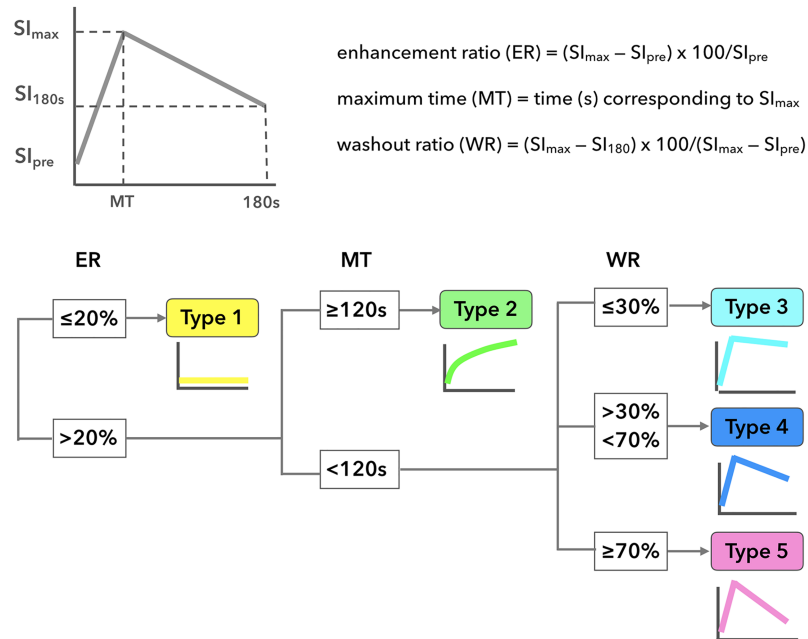 SImax
SI180s
SIpre
MT
180s
enhancement ratio (ER) = (SImax – SIpre) x 100/SIpre
maximum time (MT) = time (s) corresponding to SImax
washout ratio (WR) = (SImax – SI180) x 100/(SImax – SIpre)
ER
MT
WR
≤20%
Type 1
≥120s
Type 2
≤30%
Type 3
>20%
>30%
<70%
Type 4
<120s
≥70%
Type 5